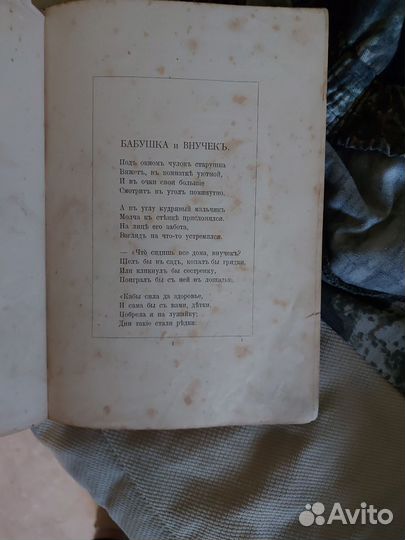 БАБУШКА и ВНУЧЕКЪ.
Подъ окномъ чулокъ старушка
Вяжетъ, въ комнаткѣ уютной,
И въ очки свои большіе
Смотритъ въ уголъ поминутно.
А въ углу кудрявый мальчикъ
Молча къ стѣнкѣ прислонился.
На лицѣ его забота,
Взглядъ на что-то устремился.
— «Что сидишь все дома, внучекъ?
Шелъ бы въ садъ, копалъ бы грядки,
Или кликнулъ бы сестренку,
Поигралъ бы съ ней въ лошадки.
«Кабы сила да здоровье,
И сама бы съ вами, дѣтки,
Побрела я на лужайку;
Дни такіе стали рѣдки.
Avito